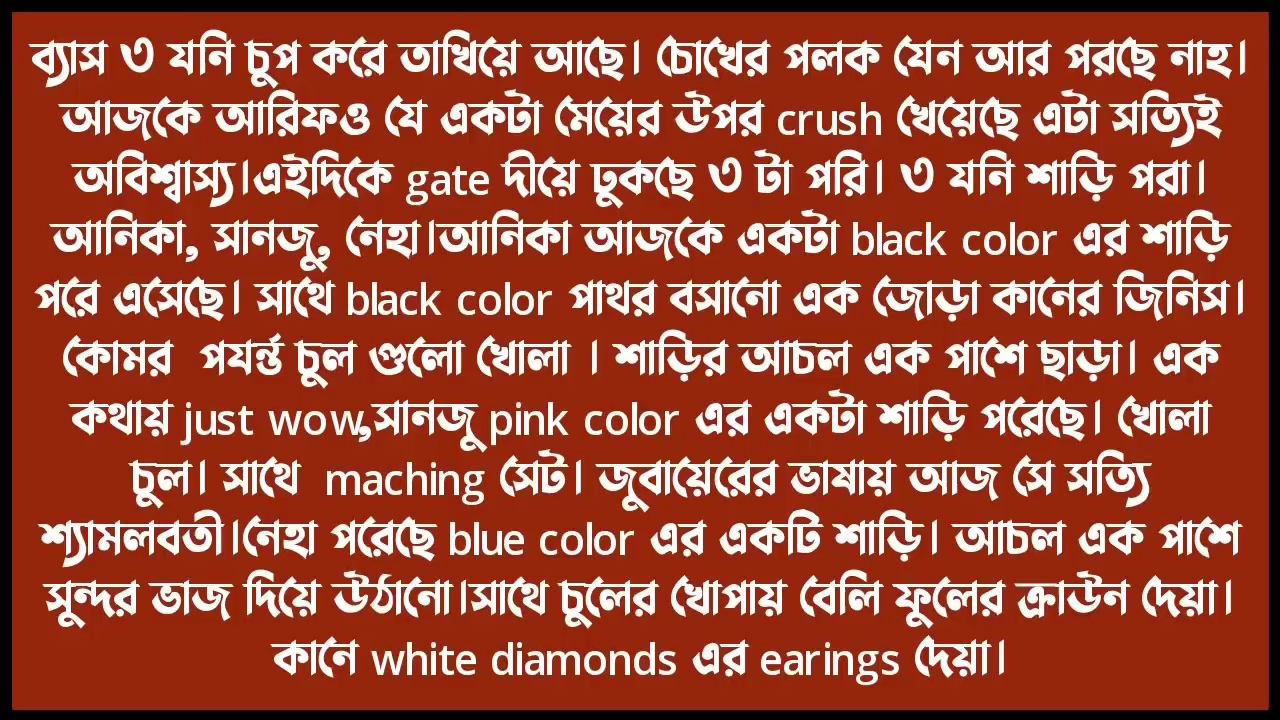 ব্যাস ৩ যনি চুপ করে তাখিয়ে আছে। চোখের পলক যেন আর পরছে নাহ।
আজকে আরিফও যে একটা মেয়ের উপর crush খেয়েছে এটা সত্যিই
অবিশ্বাস্য।এইদিকে gate দীয়ে ঢুকছে ৩ টা পরি। ৩ যনি শাড়ি পরা।
আনিকা, সানজু, নেহা।আনিকা আজকে একটা black color এর শাড়ি
পরে এসেছে। সাথে black color পাথর বসানো এক জোড়া কানের জিনিস।
কোমর  পযর্ন্ত চুল গুলো খোলা । শাড়ির আচল এক পাশে ছাড়া। এক
কথায় just wow,সানজু pink color এর একটা শাড়ি পরেছে। খোলা
চুল। সাথে  maching সেট। জুবায়েরের ভাষায় আজ সে সত্যি
শ্যামলবতী।নেহা পরেছে blue color এর একটি শাড়ি। আচল এক পাশে
সুন্দর ভাজ দিয়ে উঠানো।সাথে চুলের খোপায় বেলি ফুলের ক্রাউন দেয়া।
কানে white diamonds এর earings দেয়া।